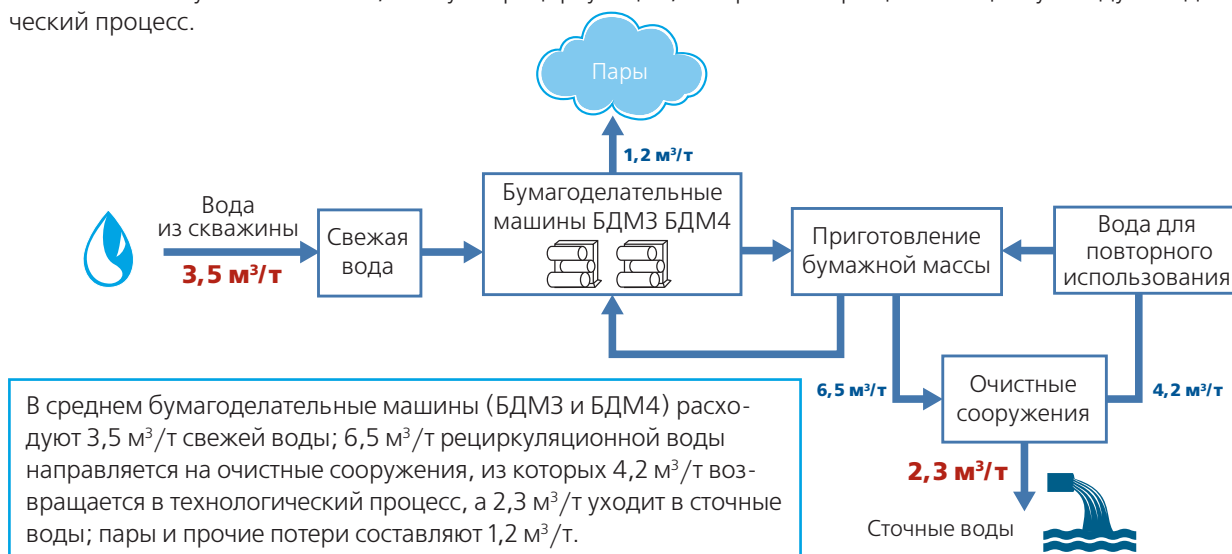 ческий процесс.
Пары
1,2 м³/т
Вода
из скважины
3,5 м³/т
Свежая
вода
Бумагоделательные
машины БДМ3 БДМ4
Приготовление
бумажной массы
Вода для
повторного
использования
6,5 м³/т
Очистные
сооружения
4,2 м³/т
2,3 м³/т
Сточные воды
В среднем бумагоделательные машины (БДМ3 и БДМ4) расхо-
дуют 3,5 м³/т свежей воды; 6,5 м³/т рециркуляционной воды
направляется на очистные сооружения, из которых 4,2 м³/т воз-
вращается в технологический процесс, а 2,3 м³/т уходит в сточные
воды; пары и прочие потери составляют 1,2 м³/т.